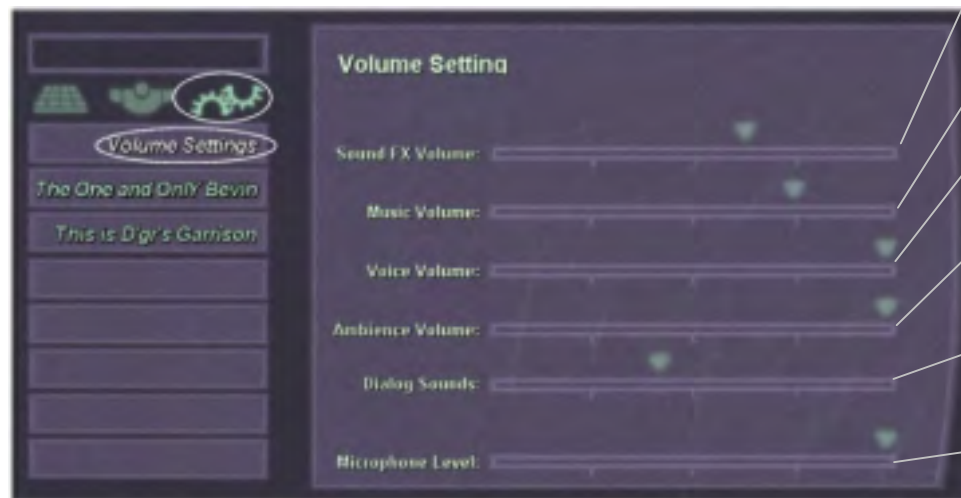 Volume Setting
Volume Settings
The One and Only Bevin
This is D'gr's Garrison
Sound FX Volume:
Music Volume:
Voice Volume:
Ambience Volume:
Dialog Sounds:
Microphone Level: